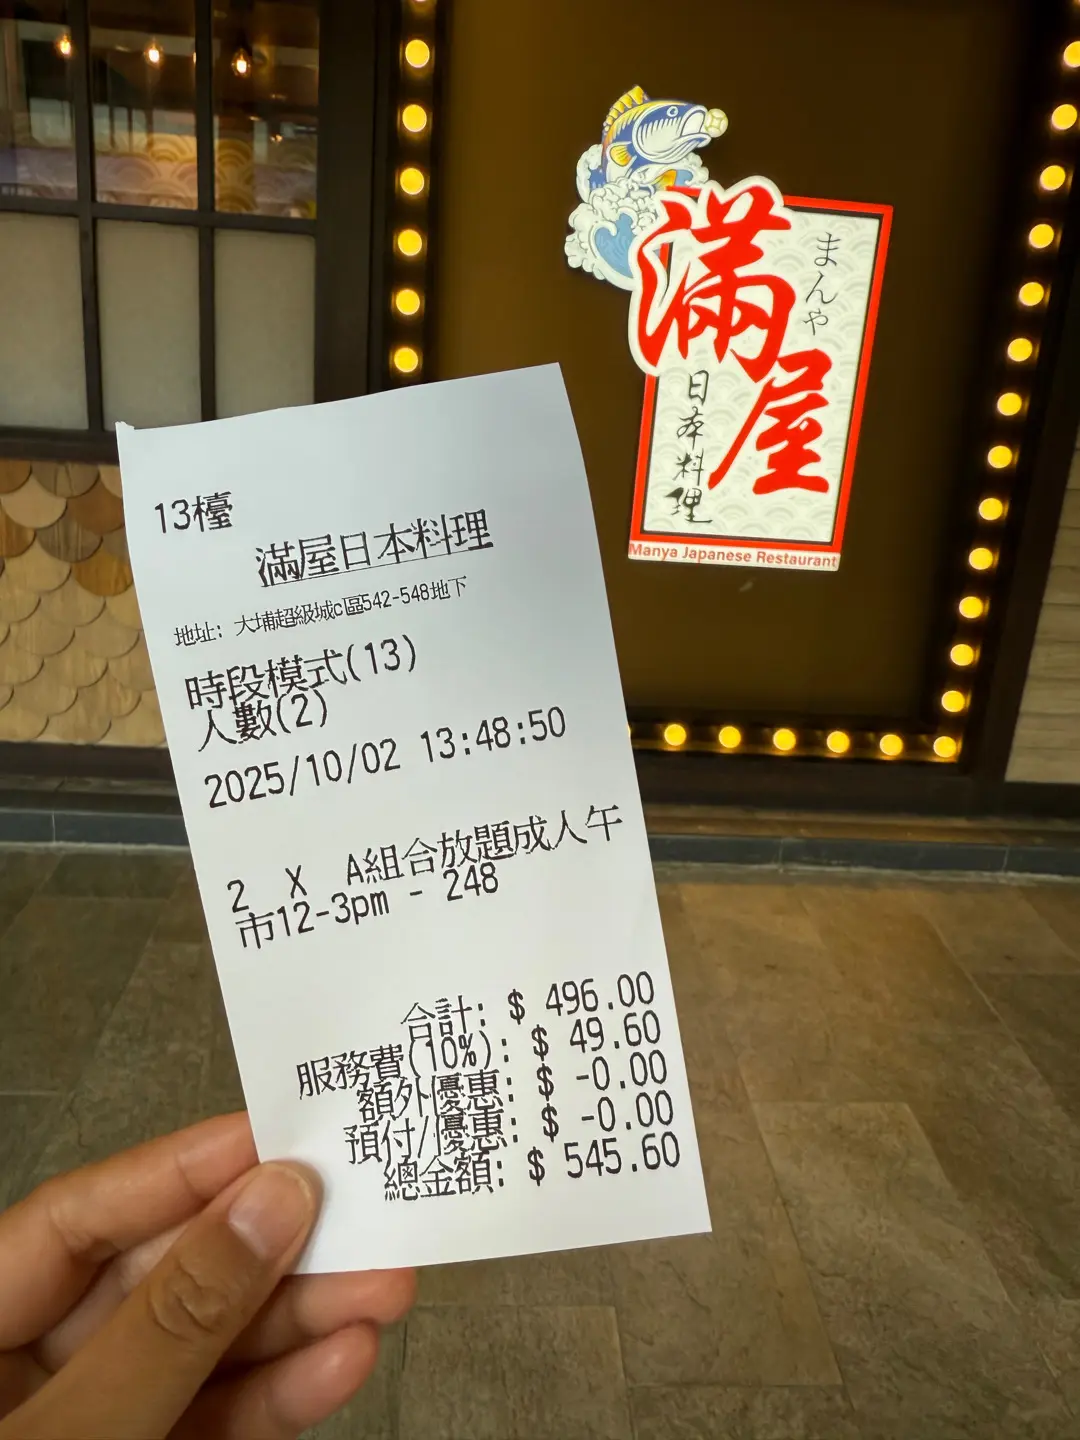 満屋
まんや
日本料理
Manya Japanese Restaurant
13檯
滿屋日本料理
地址: 大埔超級城c區542-548地下
時段模式(13)
人數(2)
2025/10/02 13:48:50
2 X A組合放題成人午
市12-3pm - 248
合計: $ 496.00
服務費(10%): $ 49.60
額外優惠: $ -0.00
預付/優惠: $ -0.00
總金額: $ 545.60